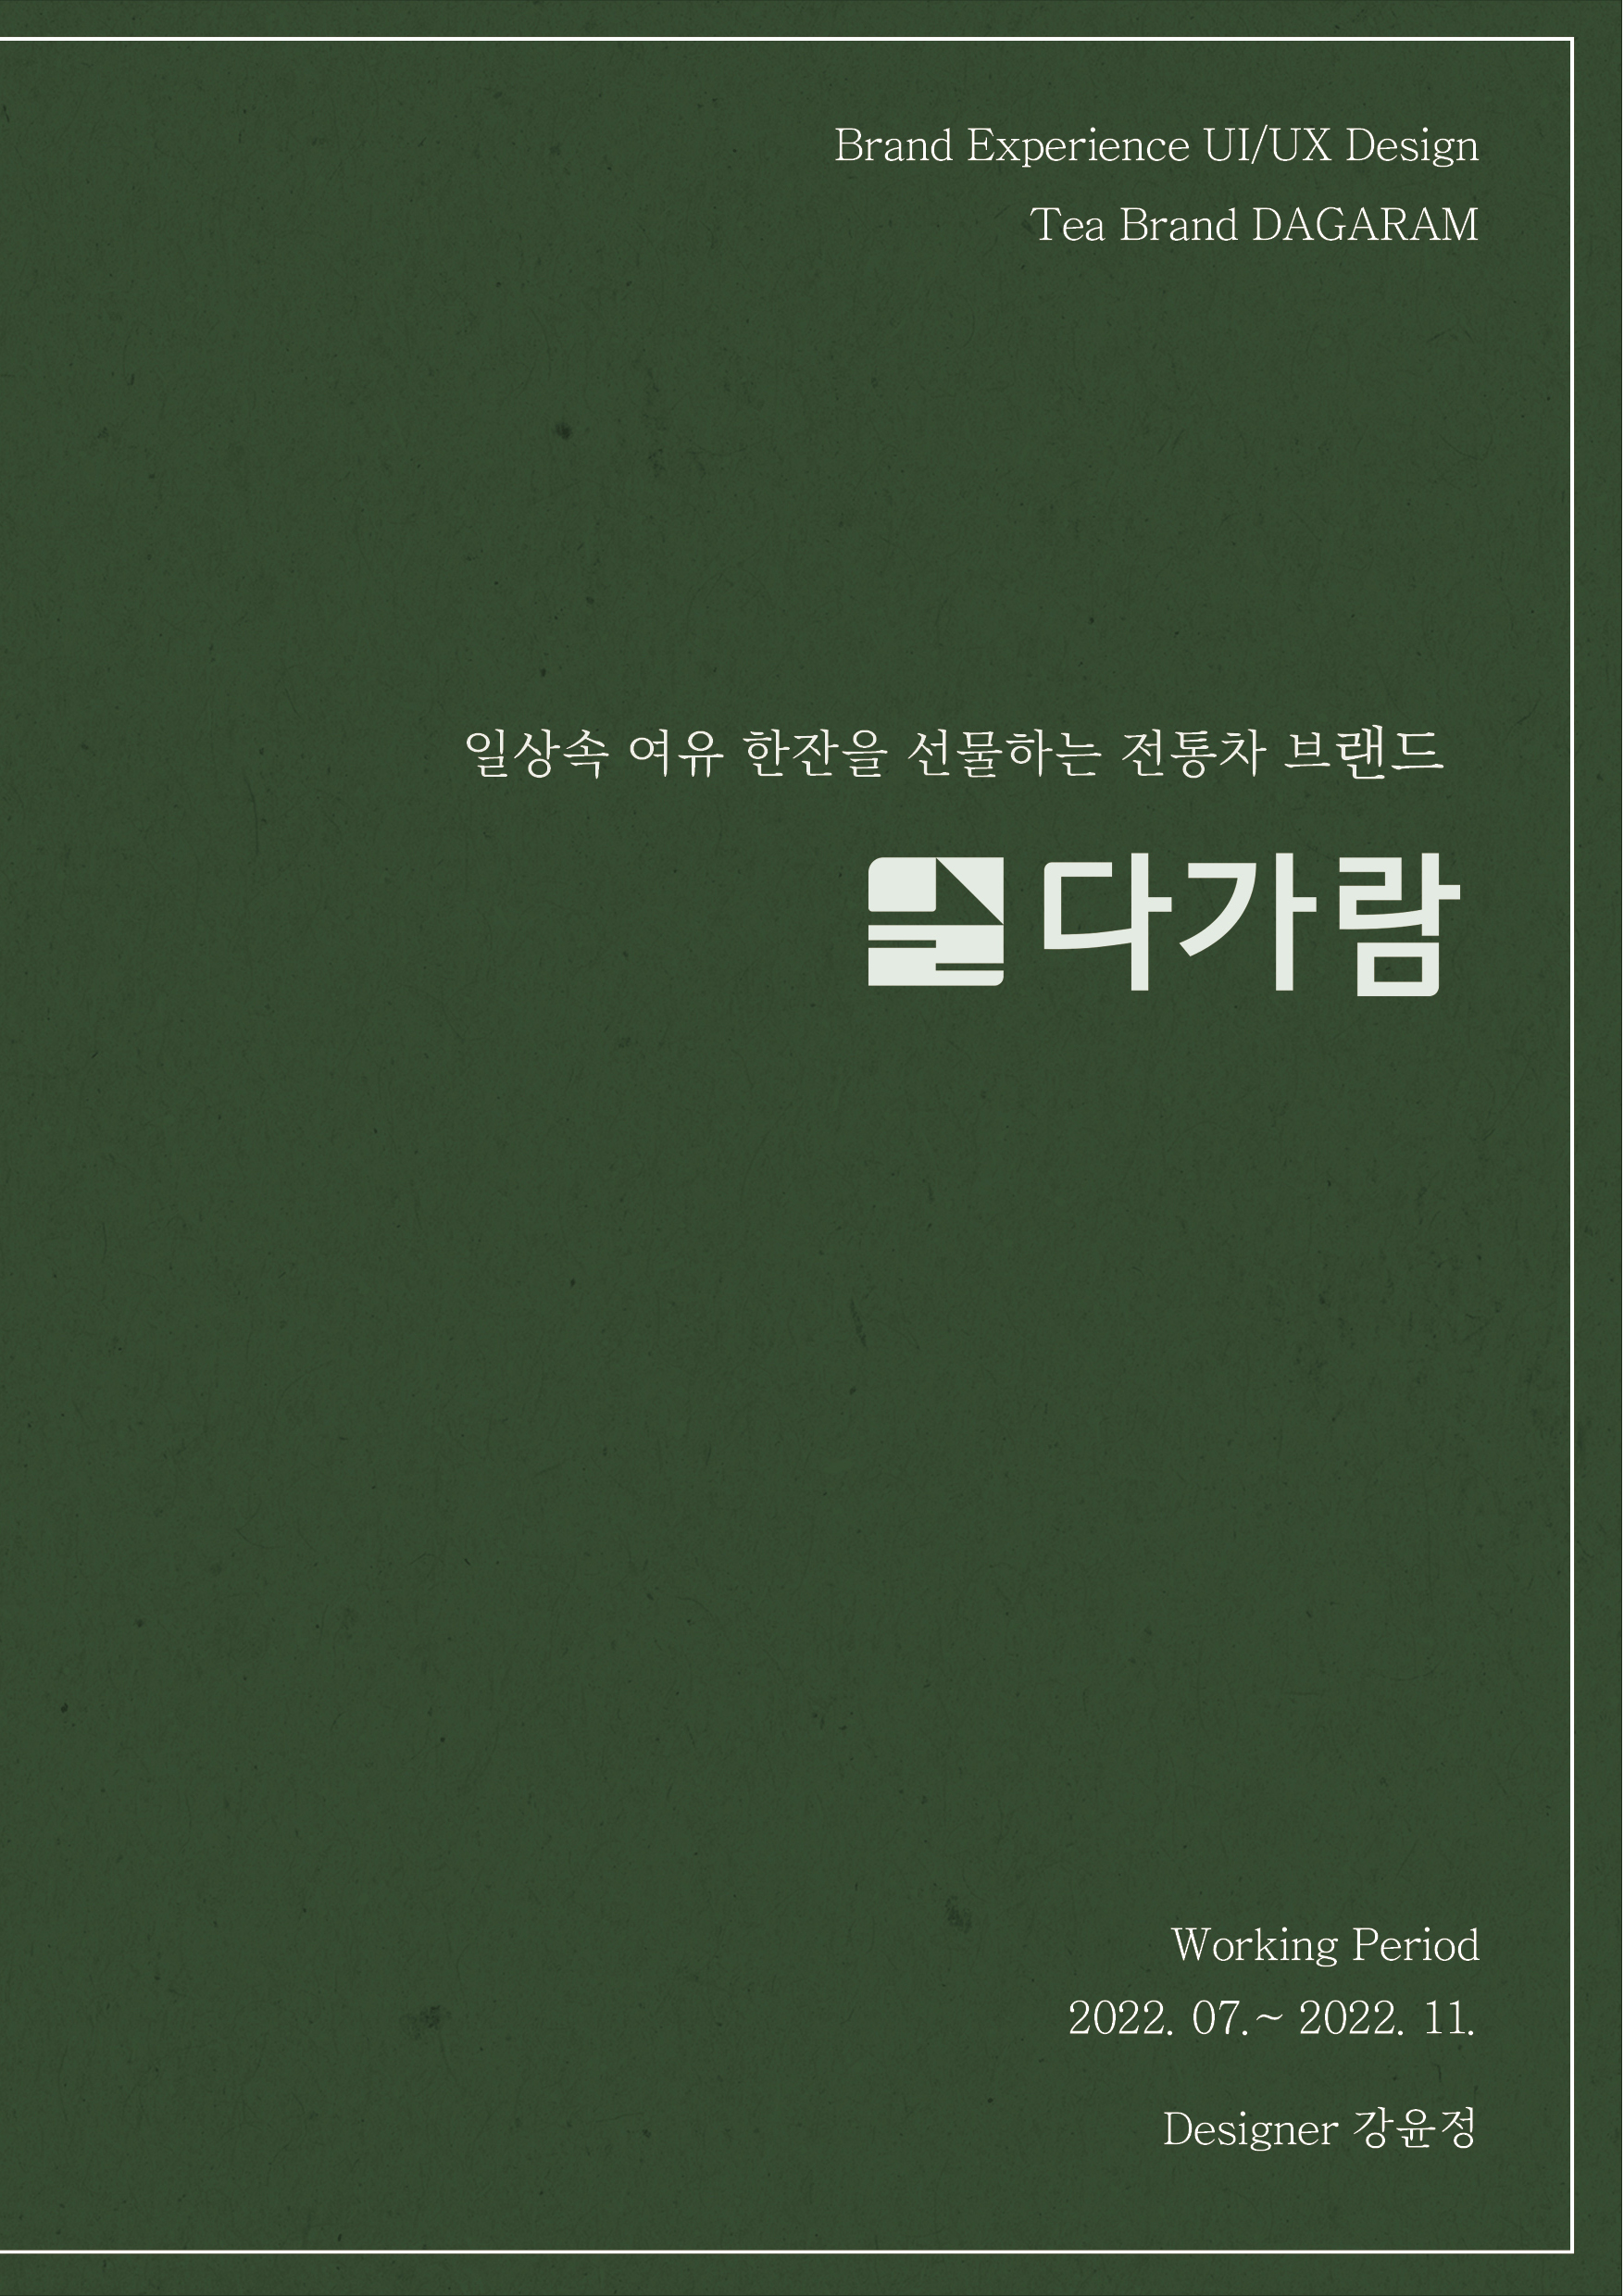 Brand Experience UI/UX Design
Tea Brand DAGARAM
일상속 여유 한잔을 선물하는 전통차 브랜드
다가람
Working Period
2022. 07.~ 2022. 11.
Designer 강윤정